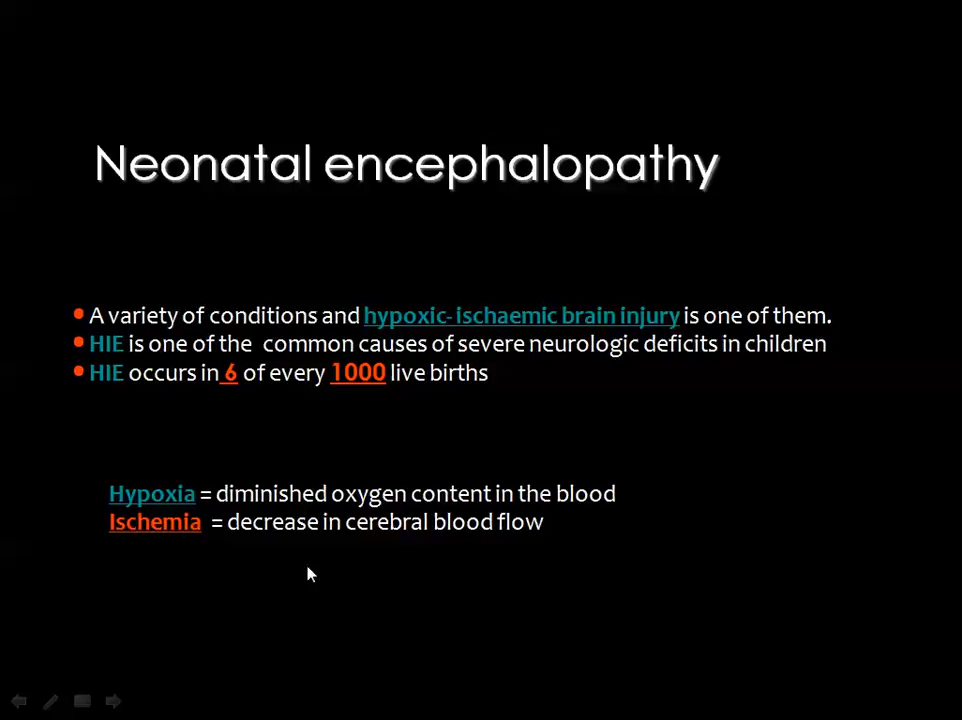 Neonatal encephalopathy
• A variety of conditions and hypoxic- ischaemic brain injury is one of them.
• HIE is one of the  common causes of severe neurologic deficits in children
• HIE occurs in 6 of every 1000 live births
Hypoxia = diminished oxygen content in the blood
Ischemia  = decrease in cerebral blood flow